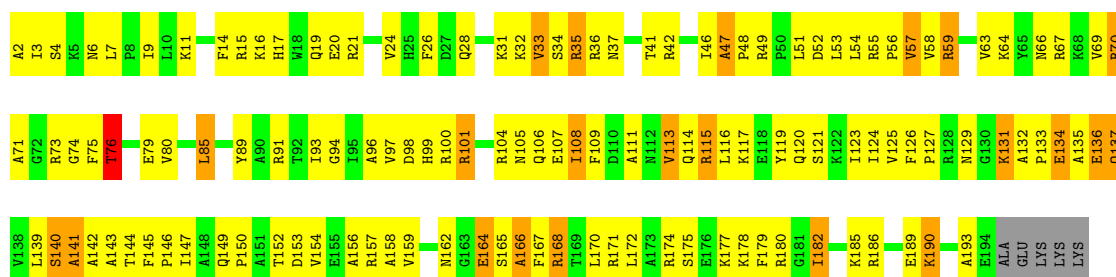 A2 I3 S4 K5 N6 L7 P8 I9 L10 K11 F14 R15 K16 H17 W18 Q19 E20 R21 V24 H25 F26 D27 Q28 K31 K32 V33 S34 R35 R36 N37 T41 R42 I46 A47 P48 R49 P50 L51 D52 L53 L54 R55 P56 V57 V58 R59 V63 K64 Y65 N66 R67 K68 V69 R70
A71 G72 R73 G74 F75 T76 E79 V80 L85 Y89 A90 R91 T92 I93 G94 I95 A96 V97 D98 H99 R100 R101 R104 N105 Q106 E107 I108 F109 D110 A111 N112 V113 Q114 R115 L116 K117 E118 Y119 Q120 S121 K122 I123 I124 V125 F126 P127 R128 N129 G130 K131 A132 P133 E134 A135 E136 Q137
V138 L139 S140 A141 A142 A143 T144 F145 P146 I147 A148 Q149 P150 A151 T152 D153 V154 E155 A156 R157 A158 V159 N162 G163 E164 S165 A166 F167 R168 T169 L170 R171 L172 A173 R174 S175 E176 K177 K178 F179 R180 G181 I182 K185 R186 E189 K190 A193 E194 ALA GLU LYS LYS LYS